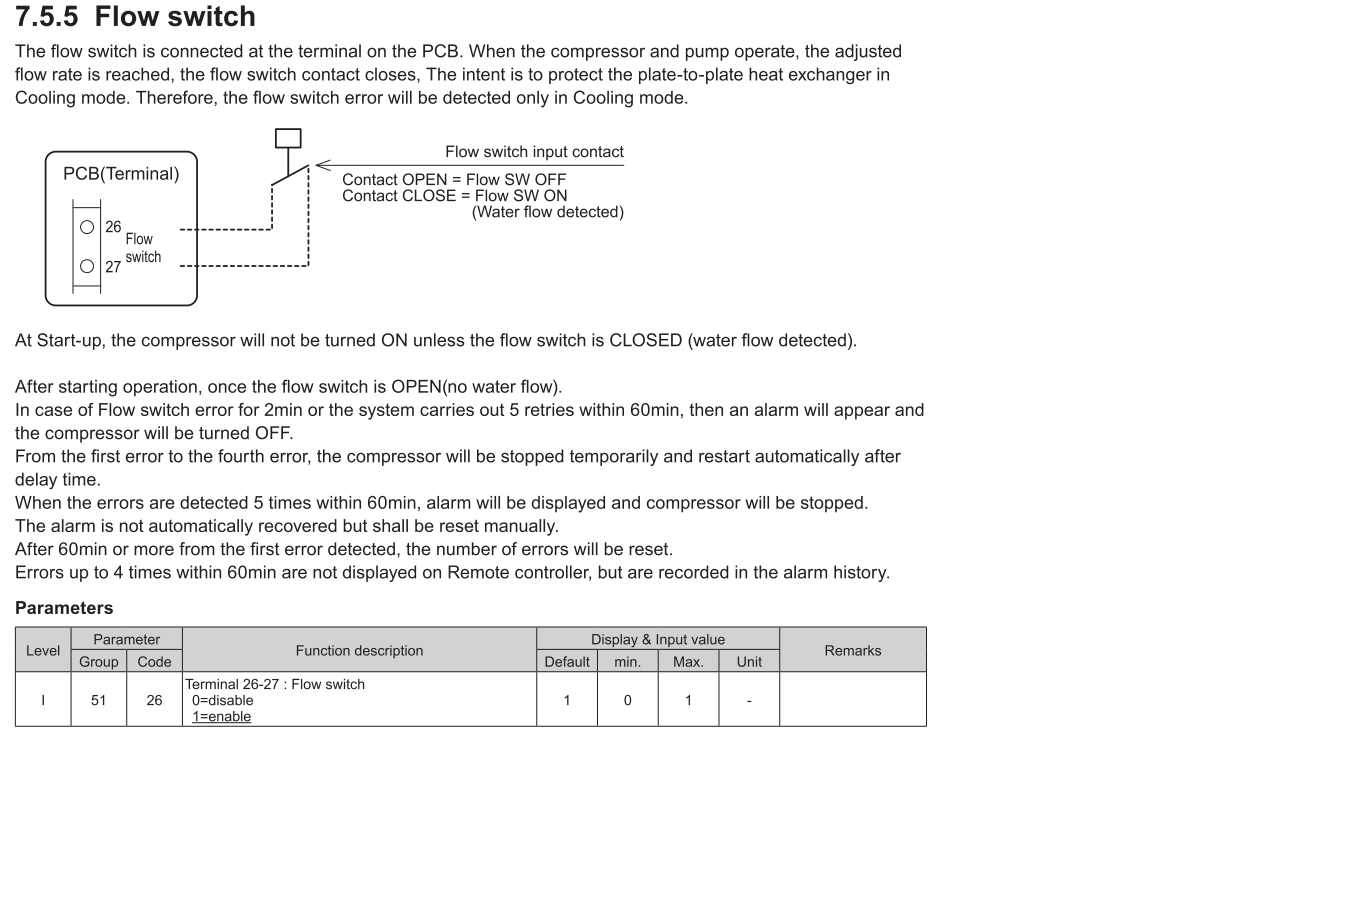 7.5.5 Flow switch
The flow switch is connected at the terminal on the PCB. When the compressor and pump operate, the adjusted
flow rate is reached, the flow switch contact closes, The intent is to protect the plate-to-plate heat exchanger in
Cooling mode. Therefore, the flow switch error will be detected only in Cooling mode.
PCB(Terminal)
26
Flow
switch
27
Flow switch input contact
Contact OPEN = Flow SW OFF
Contact CLOSE = Flow SW ON
(Water flow detected)
At Start-up, the compressor will not be turned ON unless the flow switch is CLOSED (water flow detected).
After starting operation, once the flow switch is OPEN(no water flow).
In case of Flow switch error for 2min or the system carries out 5 retries within 60min, then an alarm will appear and
the compressor will be turned OFF.
From the first error to the fourth error, the compressor will be stopped temporarily and restart automatically after
delay time.
When the errors are detected 5 times within 60min, alarm will be displayed and compressor will be stopped.
The alarm is not automatically recovered but shall be reset manually.
After 60min or more from the first error detected, the number of errors will be reset.
Errors up to 4 times within 60min are not displayed on Remote controller, but are recorded in the alarm history.
Parameters
Level Parameter Function description Display & Input value Remarks
Group Code Default min. Max. Unit
I 51 26 Terminal 26-27 : Flow switch 1 0 1 -
0=disable
1=enable